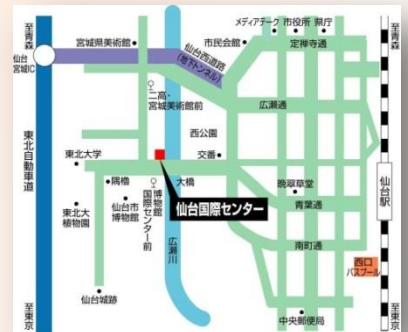 至青森
仙台
宮城IC
東北自動車道
至東京
宮城県美術館
仙台西道路
(地下トンネル)
メディアテーク
市役所
県庁
市民会館
定禅寺通
二高・
宮城美術館前
広瀬通
西公園
交番
東北大学
隅櫓
仙台市
博物館
東北大
植物園
博物館
国際センター前
大橋
仙台国際センター
晩翠草堂
青葉通
南町通
広瀬川
仙台城跡
中央郵便局
至青森
仙台駅
西口
バスプール
至東京